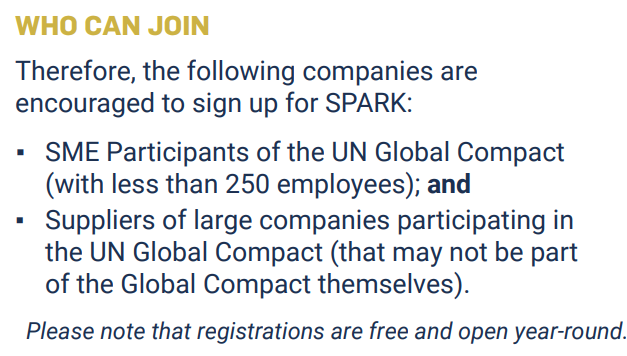 WHO CAN JOIN
Therefore, the following companies are
encouraged to sign up for SPARK:
▪ SME Participants of the UN Global Compact
(with less than 250 employees); and
▪ Suppliers of large companies participating in
the UN Global Compact (that may not be part
of the Global Compact themselves).
Please note that registrations are free and open year-round.